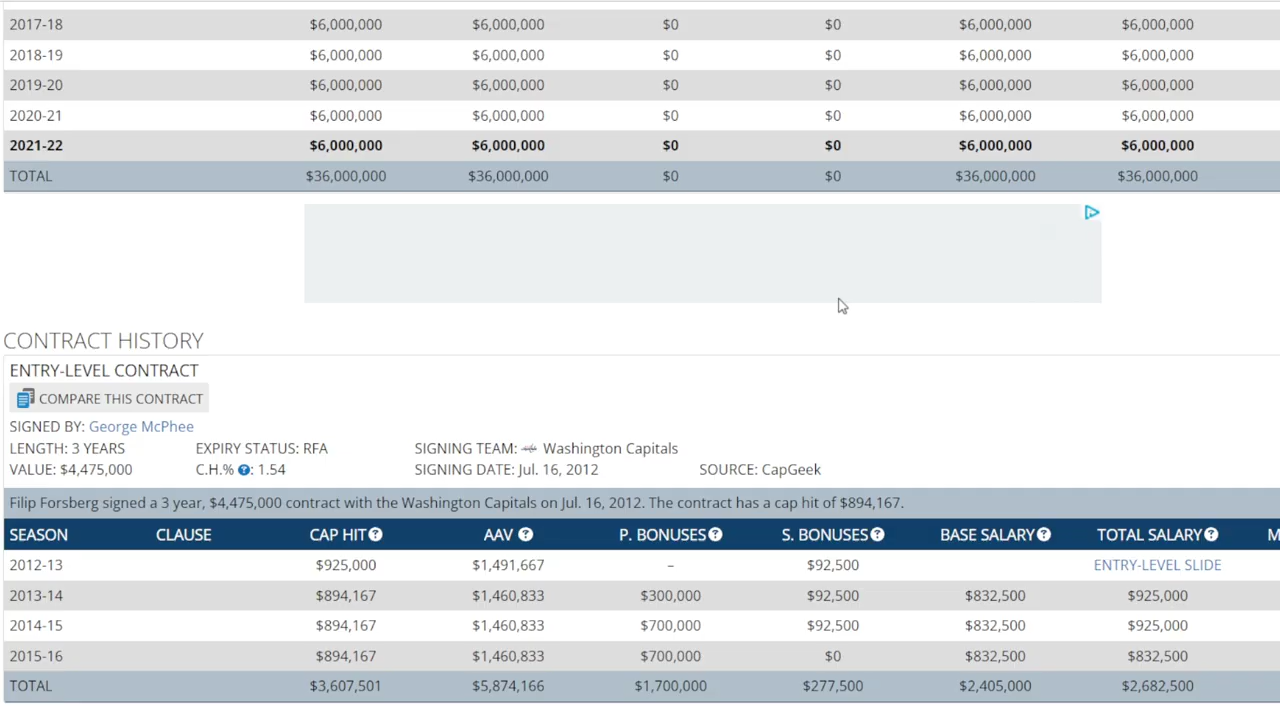 2017-18 $6,000,000 $6,000,000 $0 $0 $6,000,000 $6,000,000
2018-19 $6,000,000 $6,000,000 $0 $0 $6,000,000 $6,000,000
2019-20 $6,000,000 $6,000,000 $0 $0 $6,000,000 $6,000,000
2020-21 $6,000,000 $6,000,000 $0 $0 $6,000,000 $6,000,000
2021-22 $6,000,000 $6,000,000 $0 $0 $6,000,000 $6,000,000
TOTAL $36,000,000 $36,000,000 $0 $0 $36,000,000 $36,000,000
CONTRACT HISTORY
ENTRY-LEVEL CONTRACT
COMPARE THIS CONTRACT
SIGNED BY: George McPhee
LENGTH: 3 YEARS EXPIRY STATUS: RFA SIGNING TEAM: Washington Capitals
VALUE: $4,475,000 C.H.% ?: 1.54 SIGNING DATE: Jul. 16, 2012 SOURCE: CapGeek
Filip Forsberg signed a 3 year, $4,475,000 contract with the Washington Capitals on Jul. 16, 2012. The contract has a cap hit of $894,167.
SEASON CLAUSE CAP HIT ? AAV ? P. BONUSES ? S. BONUSES ? BASE SALARY ? TOTAL SALARY ? M
2012-13 $925,000 $1,491,667 – $92,500 ENTRY-LEVEL SLIDE
2013-14 $894,167 $1,460,833 $300,000 $92,500 $832,500 $925,000
2014-15 $894,167 $1,460,833 $700,000 $92,500 $832,500 $925,000
2015-16 $894,167 $1,460,833 $700,000 $0 $832,500 $832,500
TOTAL $3,607,501 $5,874,166 $1,700,000 $277,500 $2,405,000 $2,682,500